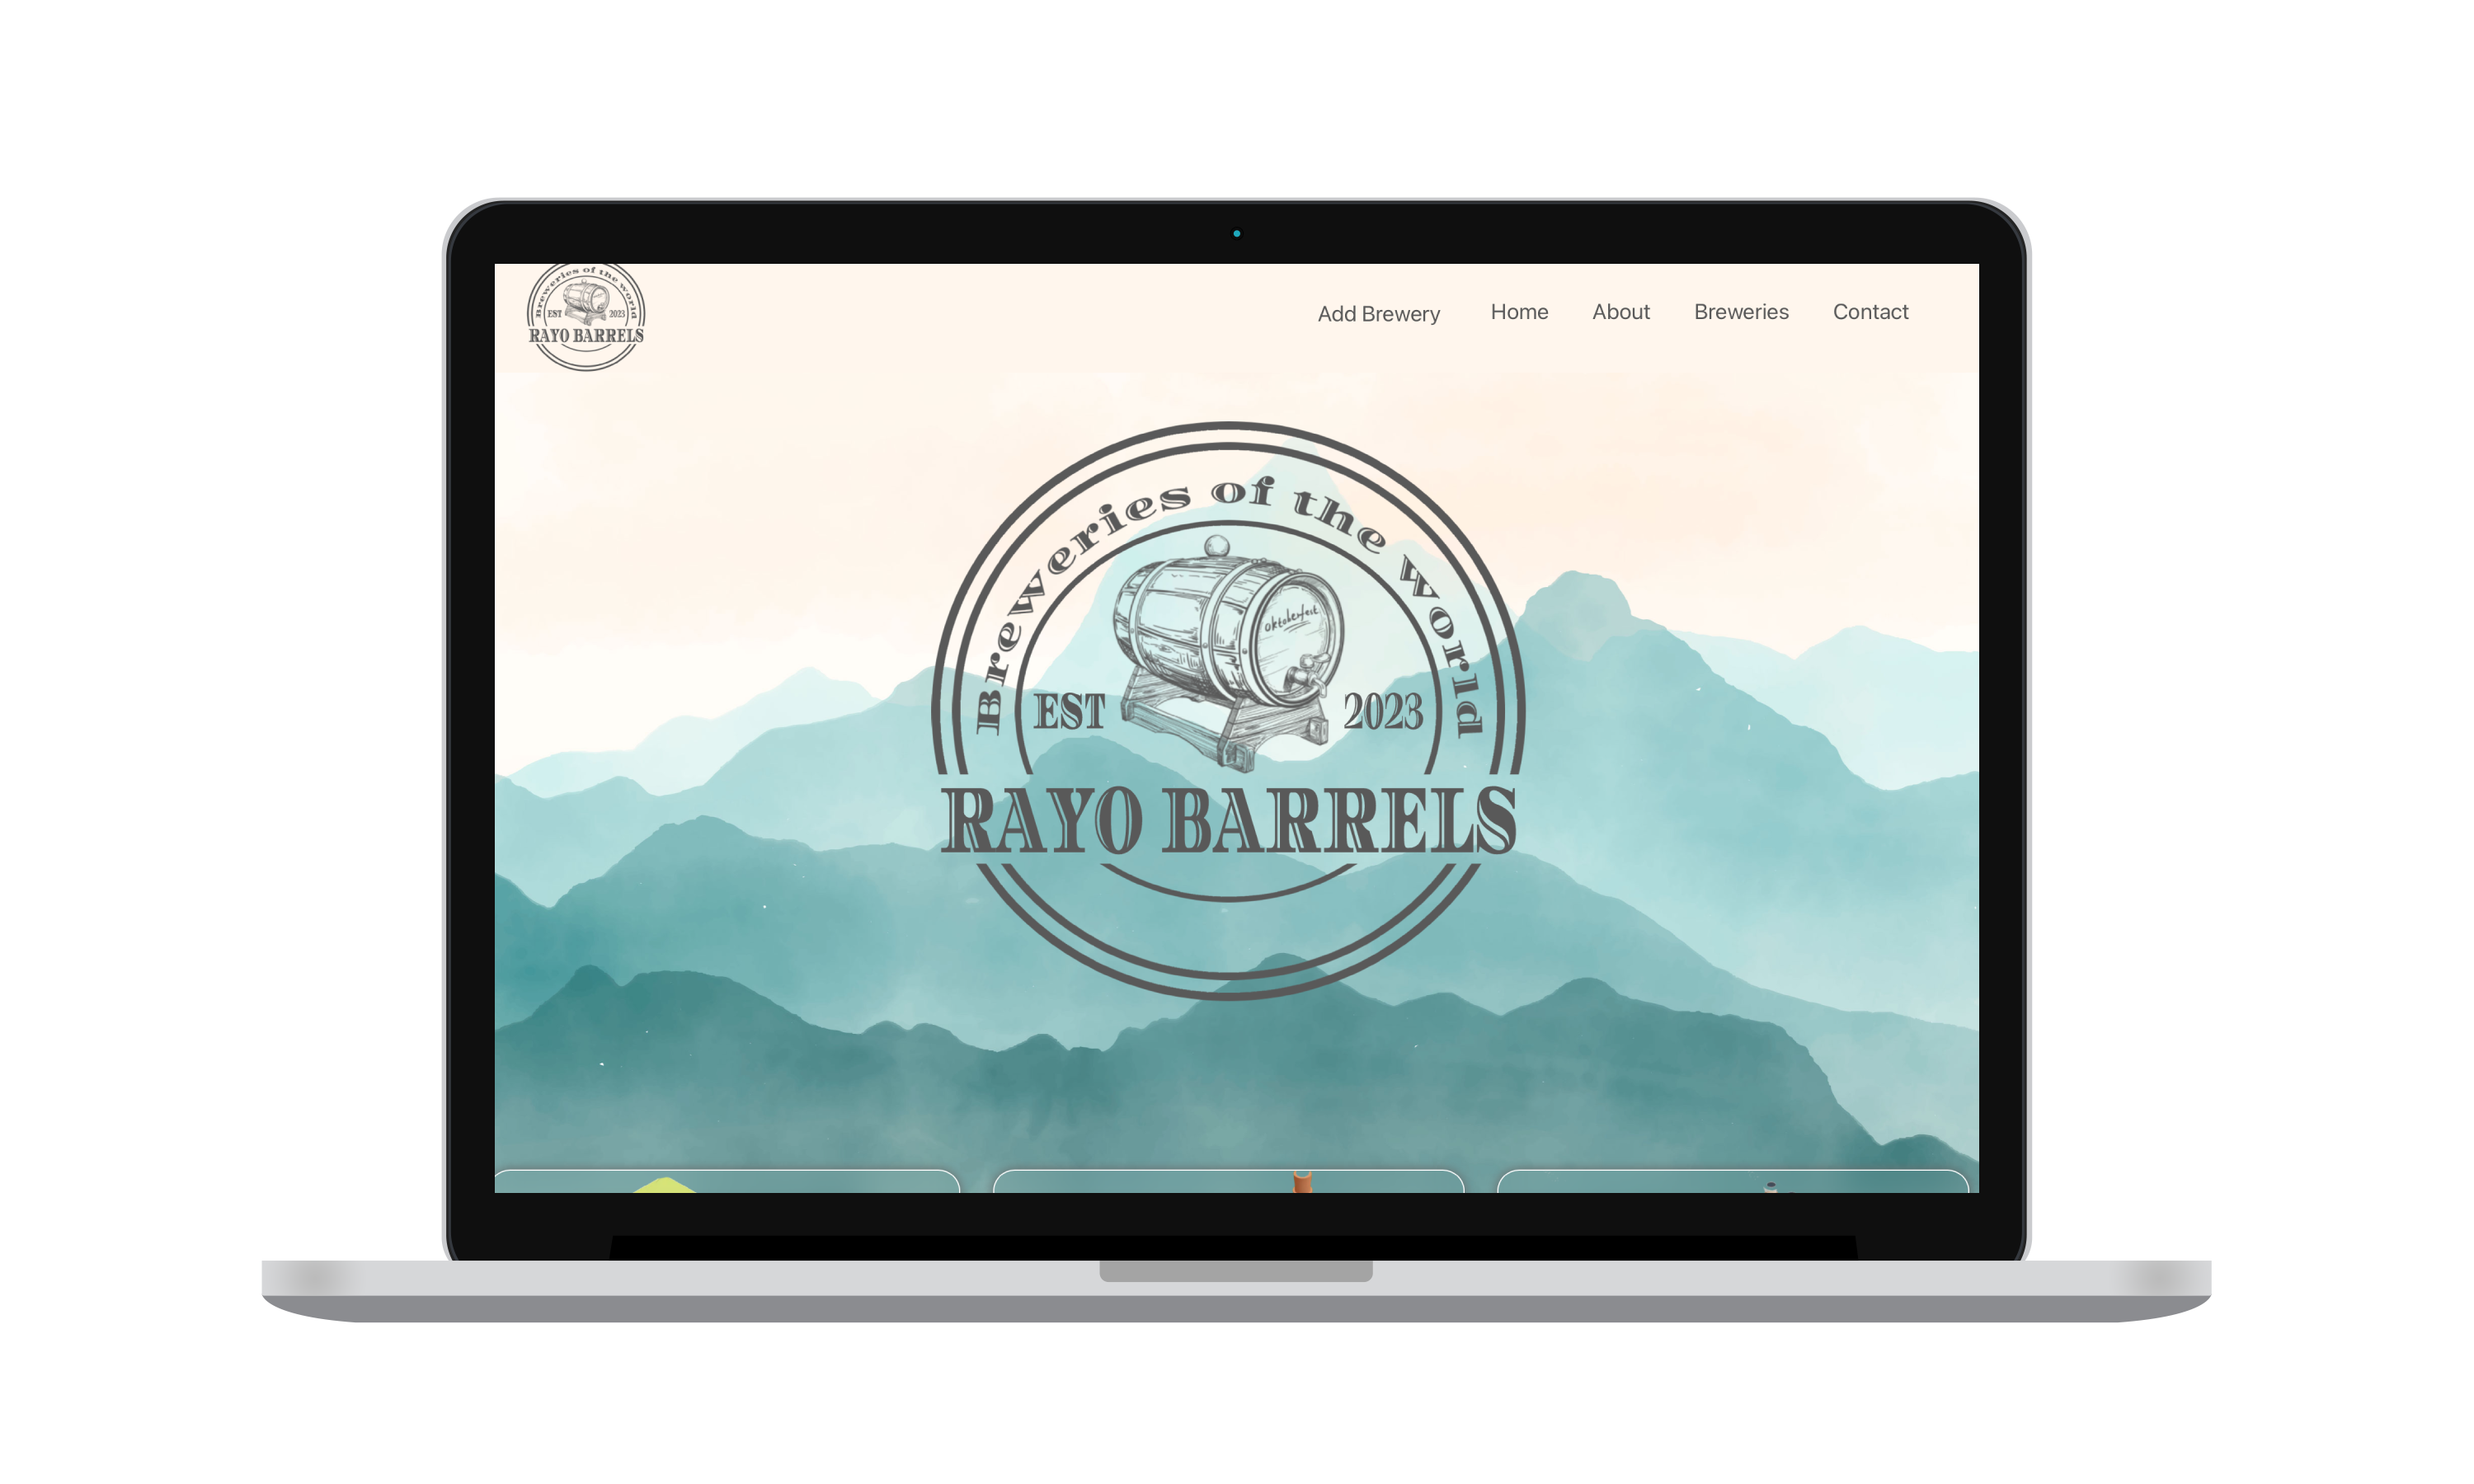 Breweries of the world
EST 2023
RAYO BARRELS
Add Brewery Home About Breweries Contact
Breweries of the World
Oktoberfest
EST 2023
RAYO BARRELS